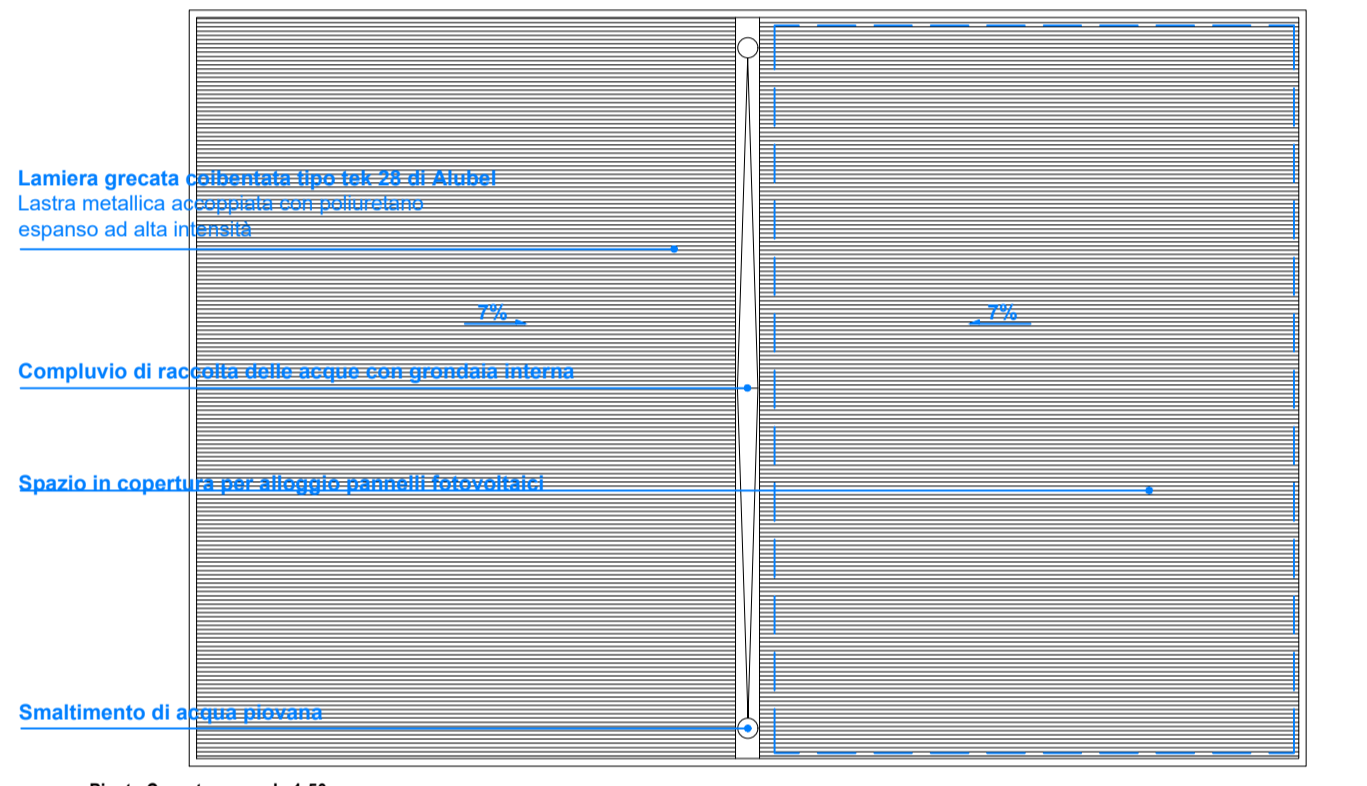 Lamiera grecata coibentata tipo tek 28 di Alubel
Lastra metallica accoppiata con poliuretano
espanso ad alta intensità
7%
7%
Compluvio di raccolta delle acque con grondaia interna
Spazio in copertura per alloggio pannelli fotovoltaici
Smaltimento di acqua piovana